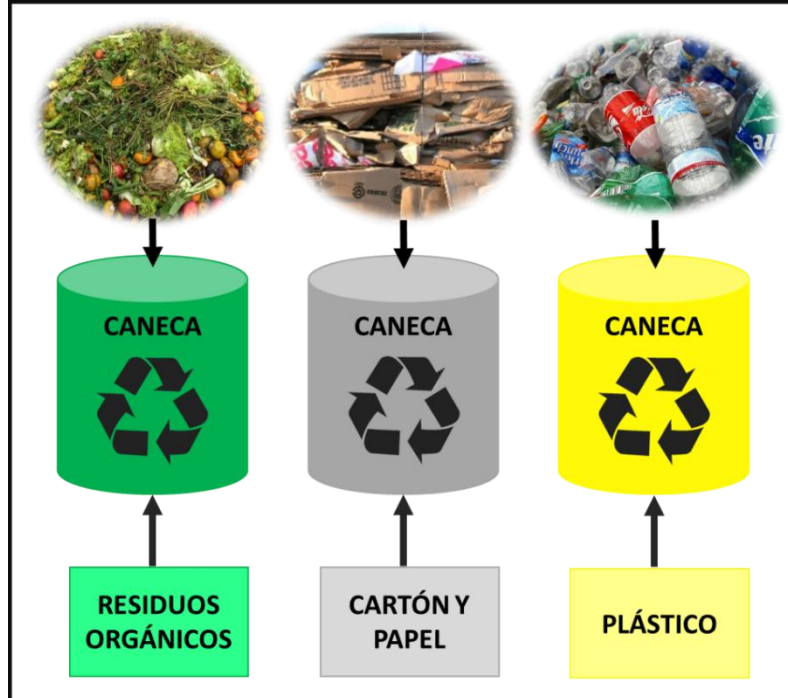 CANECA
CANECA
CANECA
RESIDUOS
ORGÁNICOS
CARTÓN Y
PAPEL
PLÁSTICO